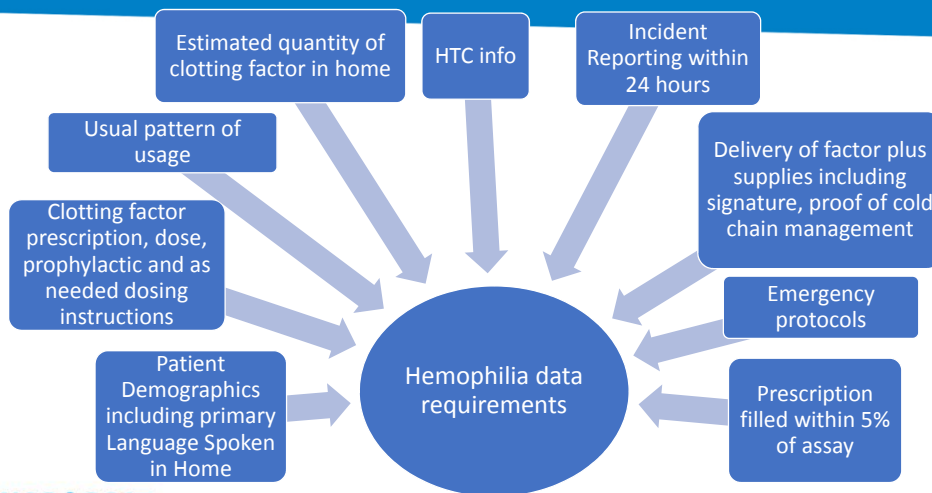 Estimated quantity of
clotting factor in home
HTC info
Incident
Reporting within
24 hours
Usual pattern of
usage
Delivery of factor plus
supplies including
signature, proof of cold
chain management
Clotting factor
prescription, dose,
prophylactic and as
needed dosing
instructions
Emergency
protocols
Patient
Demographics
including primary
Language Spoken
in Home
Hemophilia data
requirements
Prescription
filled within 5%
of assay